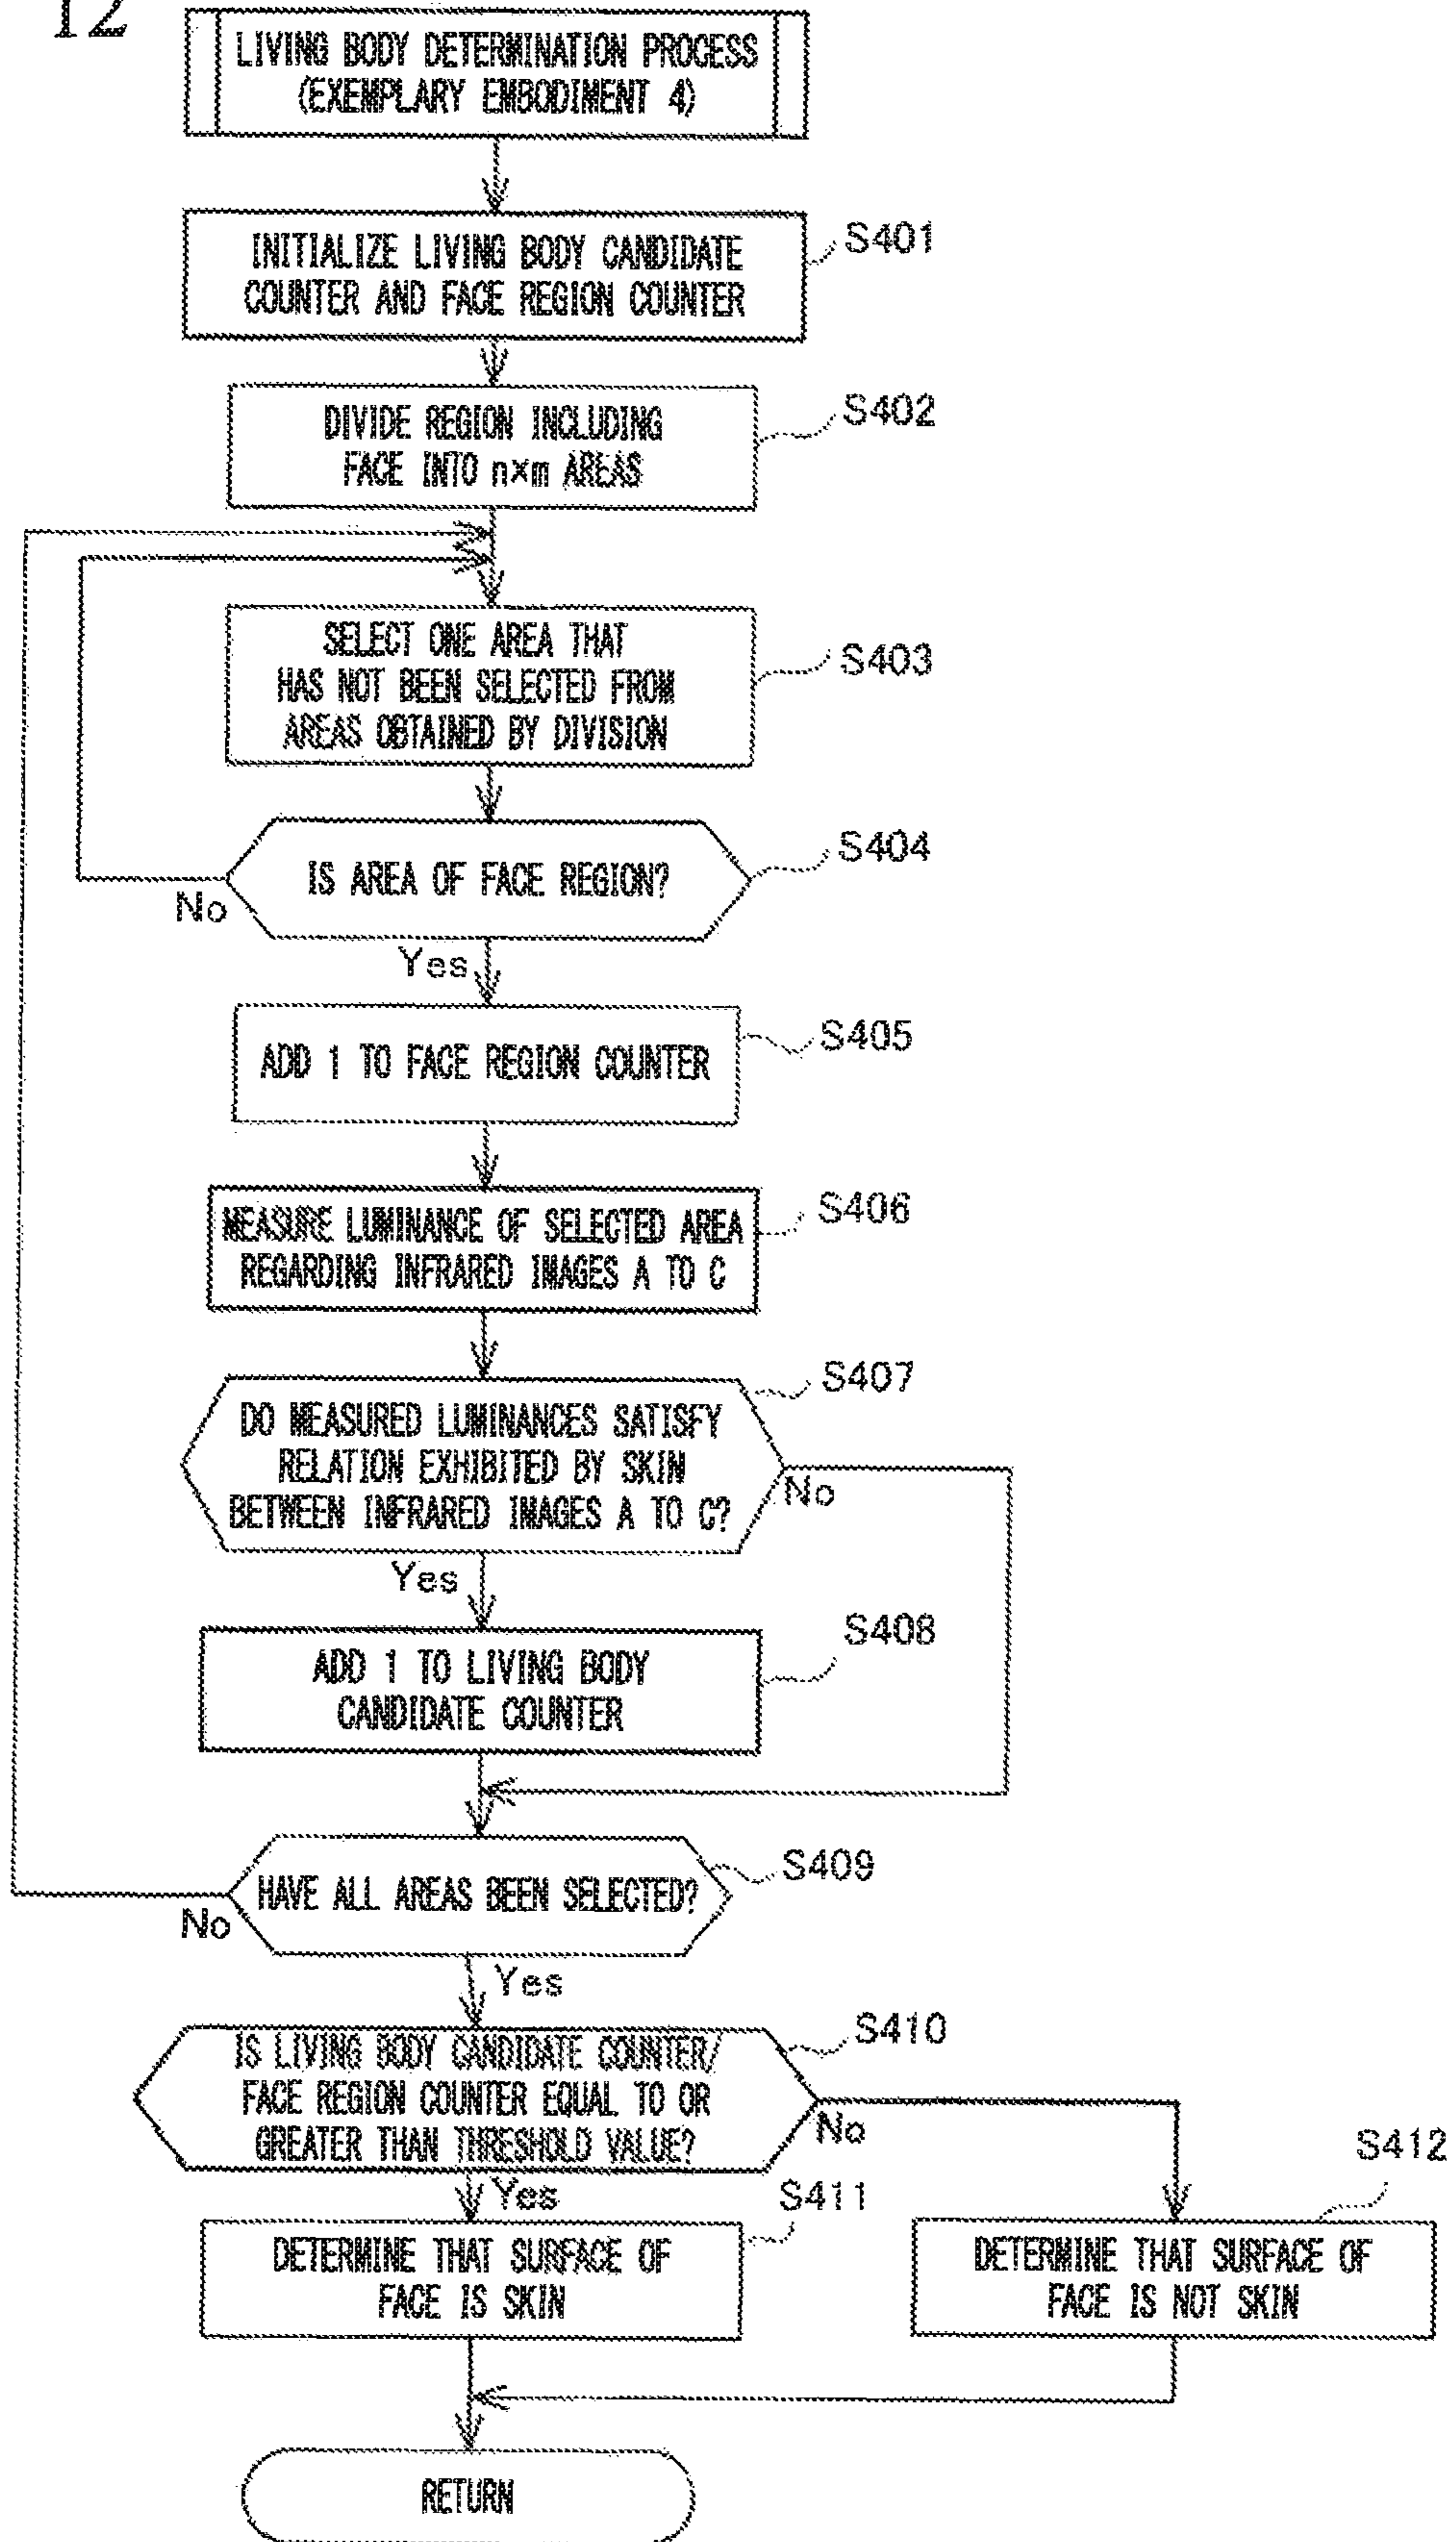 12
LIVING BODY DETERMINATION PROCESS
(EXEMPLARY EMBODIMENT 4)
INITIALIZE LIVING BODY CANDIDATE
COUNTER AND FACE REGION COUNTER
S401
DIVIDE REGION INCLUDING
FACE INTO n×m AREAS
S402
SELECT ONE AREA THAT
HAS NOT BEEN SELECTED FROM
AREAS OBTAINED BY DIVISION
S403
IS AREA OF FACE REGION?
S404
No
Yes
ADD 1 TO FACE REGION COUNTER
S405
MEASURE LUMINANCE OF SELECTED AREA
REGARDING INFRARED IMAGES A TO C
S406
DO MEASURED LUMINANCES SATISFY
RELATION EXHIBITED BY SKIN
BETWEEN INFRARED IMAGES A TO C?
S407
No
Yes
ADD 1 TO LIVING BODY
CANDIDATE COUNTER
S408
HAVE ALL AREAS BEEN SELECTED?
S409
No
Yes
IS LIVING BODY CANDIDATE COUNTER/
FACE REGION COUNTER EQUAL TO OR
GREATER THAN THRESHOLD VALUE?
S410
No
Yes
DETERMINE THAT SURFACE OF
FACE IS SKIN
S411
DETERMINE THAT SURFACE OF
FACE IS NOT SKIN
S412
RETURN